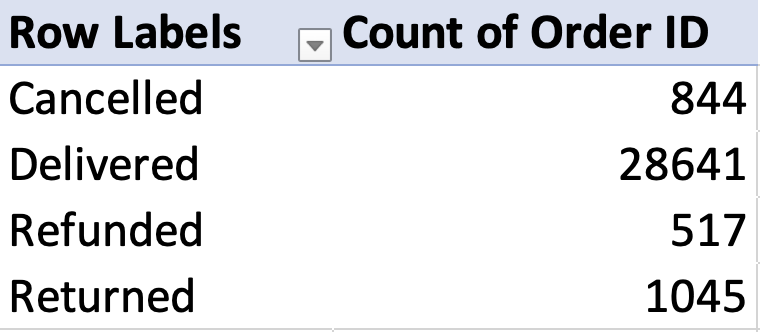 Row Labels Count of Order ID
Cancelled 844
Delivered 28641
Refunded 517
Returned 1045